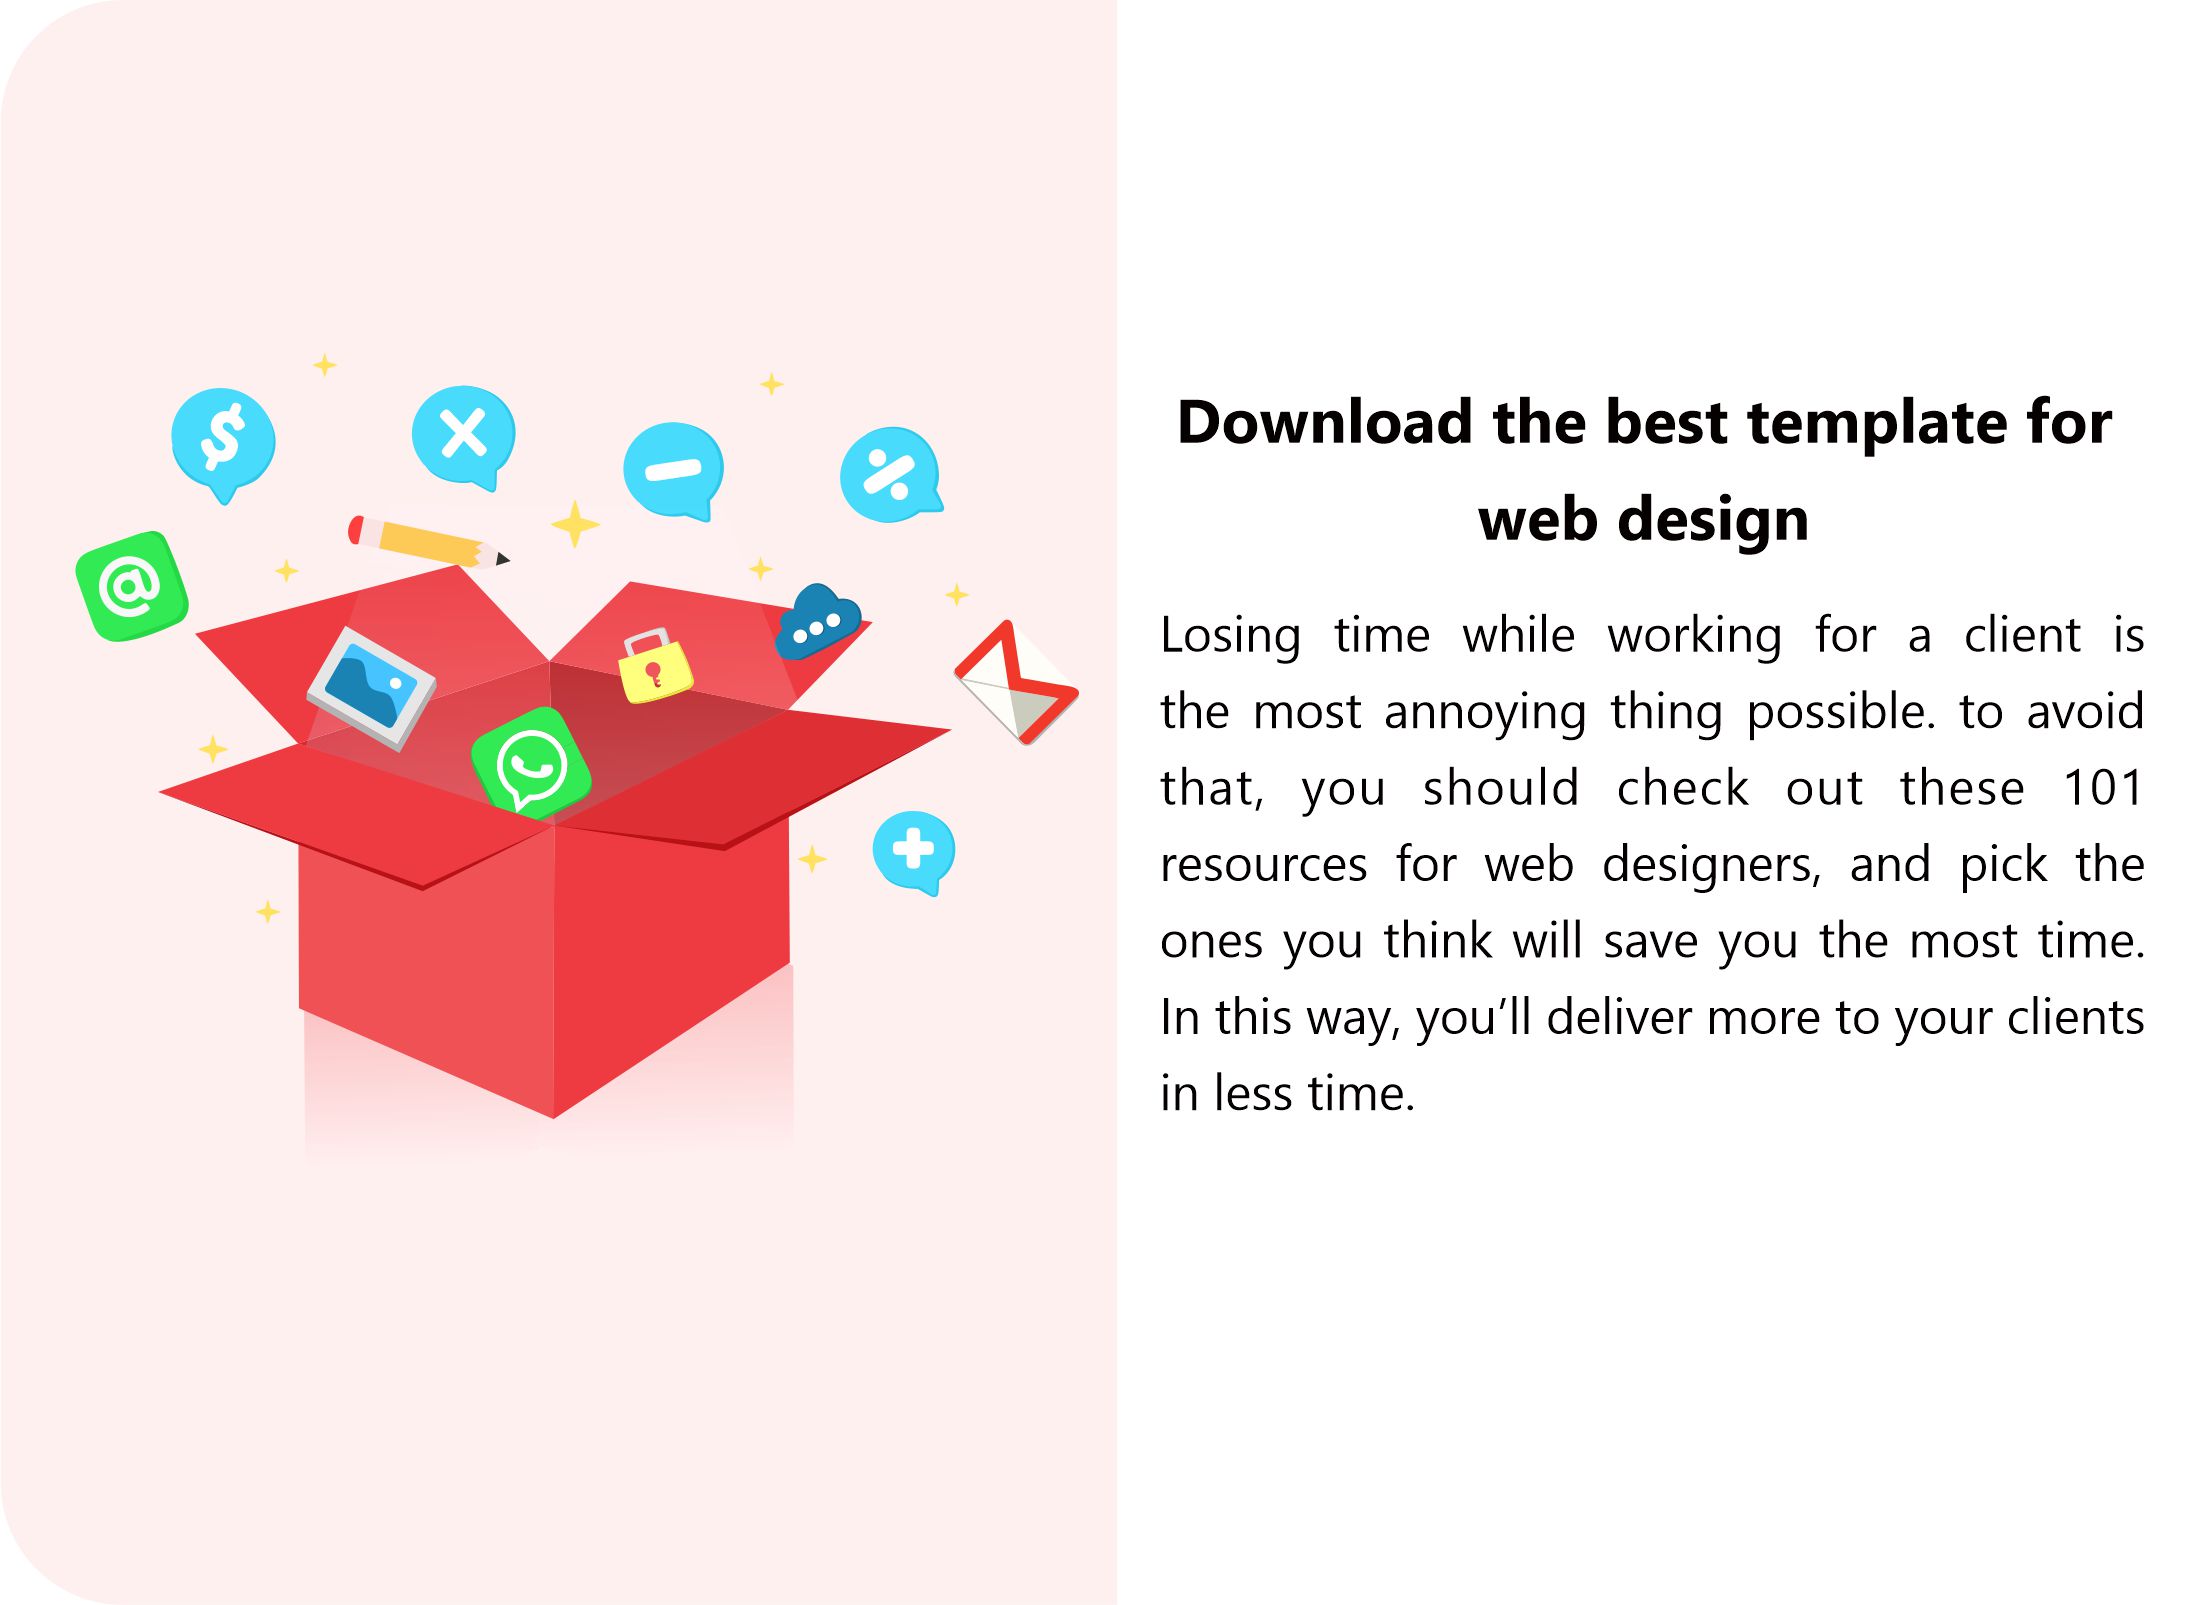 Download the best template for
web design
Losing time while working for a client is
the most annoying thing possible. to avoid
that, you should check out these 101
resources for web designers, and pick the
ones you think will save you the most time.
In this way, you’ll deliver more to your clients
in less time.